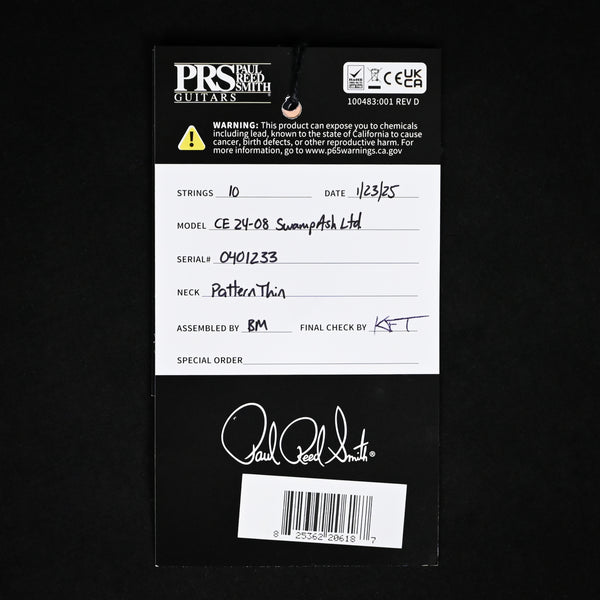 PRS PAUL REED SMITH
GUITARS
CE UK CA
100483:001 REV D
WARNING: This product can expose you to chemicals
including lead, known to the state of California to cause
cancer, birth defects, or other reproductive harm. For
more information, go to www.p65warnings.ca.gov
STRINGS 10 DATE 1/23/25
MODEL CE 24-08 SwampAsh Ltd
SERIAL# 0401233
NECK Pattern Thin
ASSEMBLED BY BM FINAL CHECK BY KFT
SPECIAL ORDER
Paul Reed Smith®
8 25362 20618 7